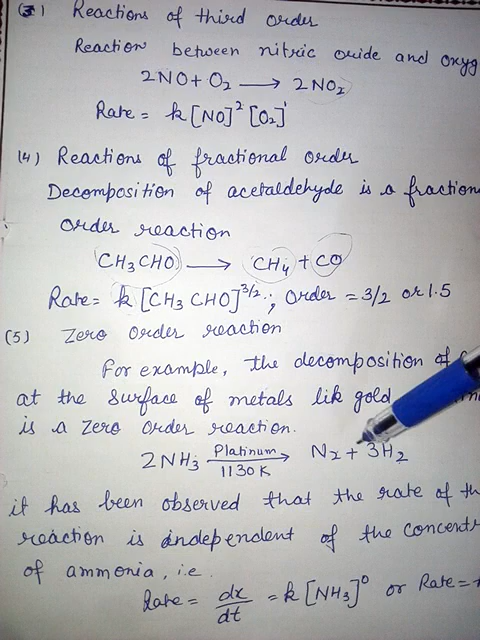 (3) Reactions of third order
Reaction between nitric oxide and oxyg
2NO + O₂ ⟶ 2NO₂
Rate = k [NO]² [O₂]¹
(4) Reactions of fractional order
Decomposition of acetaldehyde is a fraction
order reaction
CH₃CHO ⟶ CH₄ + CO
Rate = k [CH₃ CHO]^3/2 ; Order = 3/2 or 1.5
(5) Zero order reaction
For example, the decomposition of
at the surface of metals like gold
is a zero order reaction.
2NH₃ Platinum/1130K ⟶ N₂ + 3H₂
it has been observed that the rate of th
reaction is independent of the concentr
of ammonia, i.e.
Rate = dx/dt = k [NH₃]⁰ or Rate =